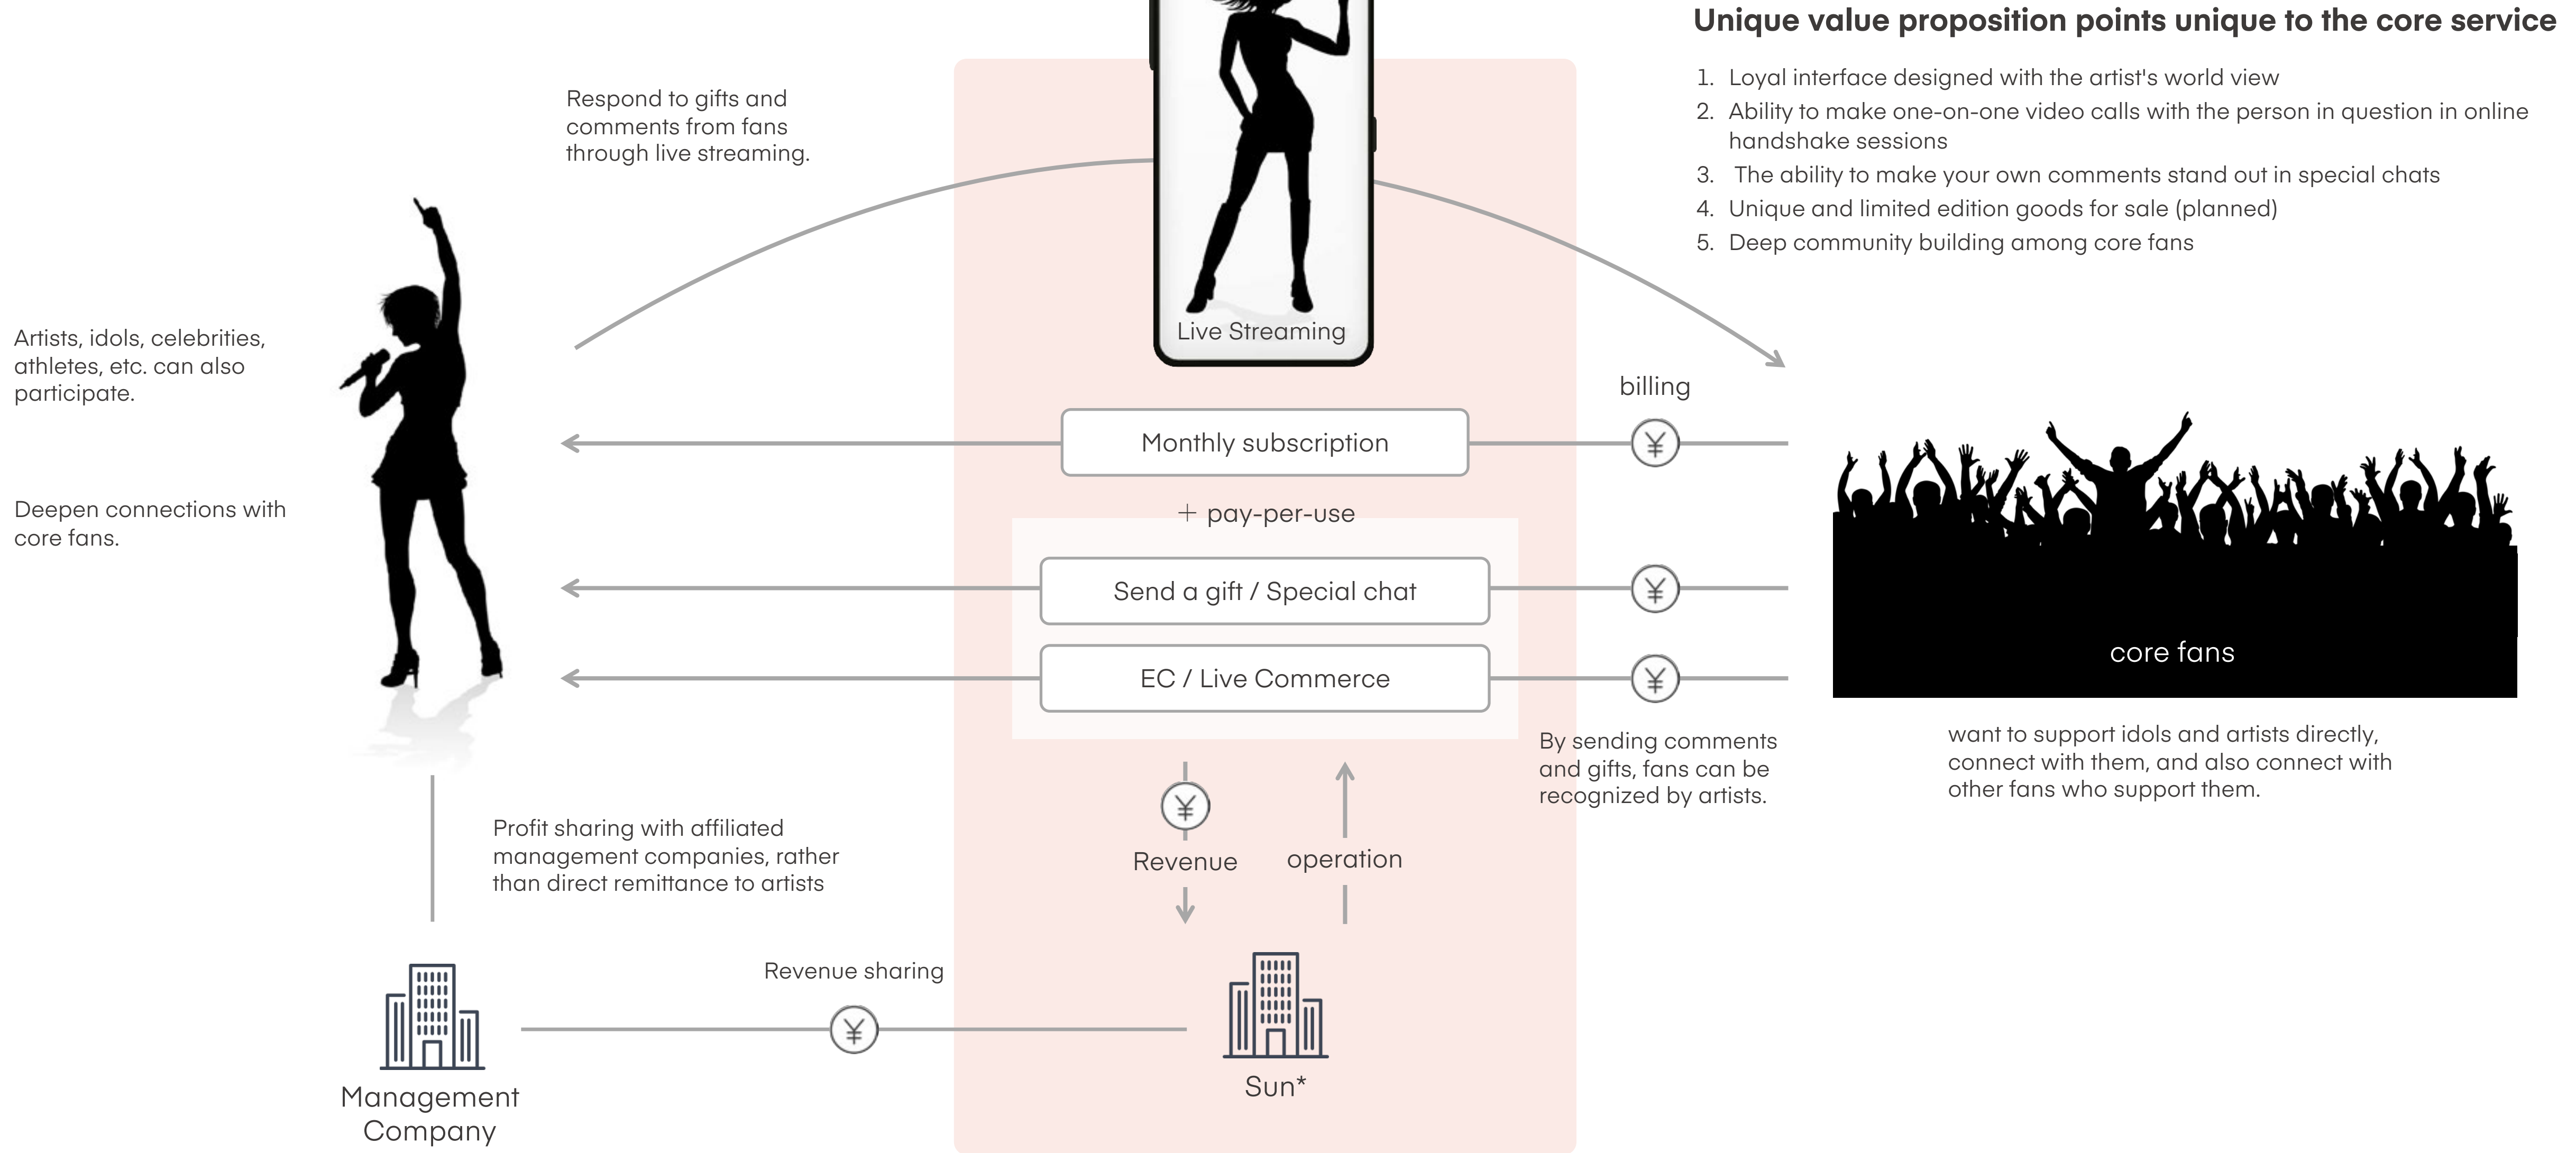 Unique value proposition points unique to the core service
1. Loyal interface designed with the artist's world view
2. Ability to make one-on-one video calls with the person in question in online
handshake sessions
3. The ability to make your own comments stand out in special chats
4. Unique and limited edition goods for sale (planned)
5. Deep community building among core fans
Respond to gifts and
comments from fans
through live streaming.
Live Streaming
Artists, idols, celebrities,
athletes, etc. can also
participate.
Deepen connections with
core fans.
billing
Monthly subscription
¥
+ pay-per-use
Send a gift / Special chat
¥
EC / Live Commerce
¥
core fans
By sending comments
and gifts, fans can be
recognized by artists.
want to support idols and artists directly,
connect with them, and also connect with
other fans who support them.
Profit sharing with affiliated
management companies, rather
than direct remittance to artists
¥
Revenue
operation
Revenue sharing
¥
Management
Company
Sun*